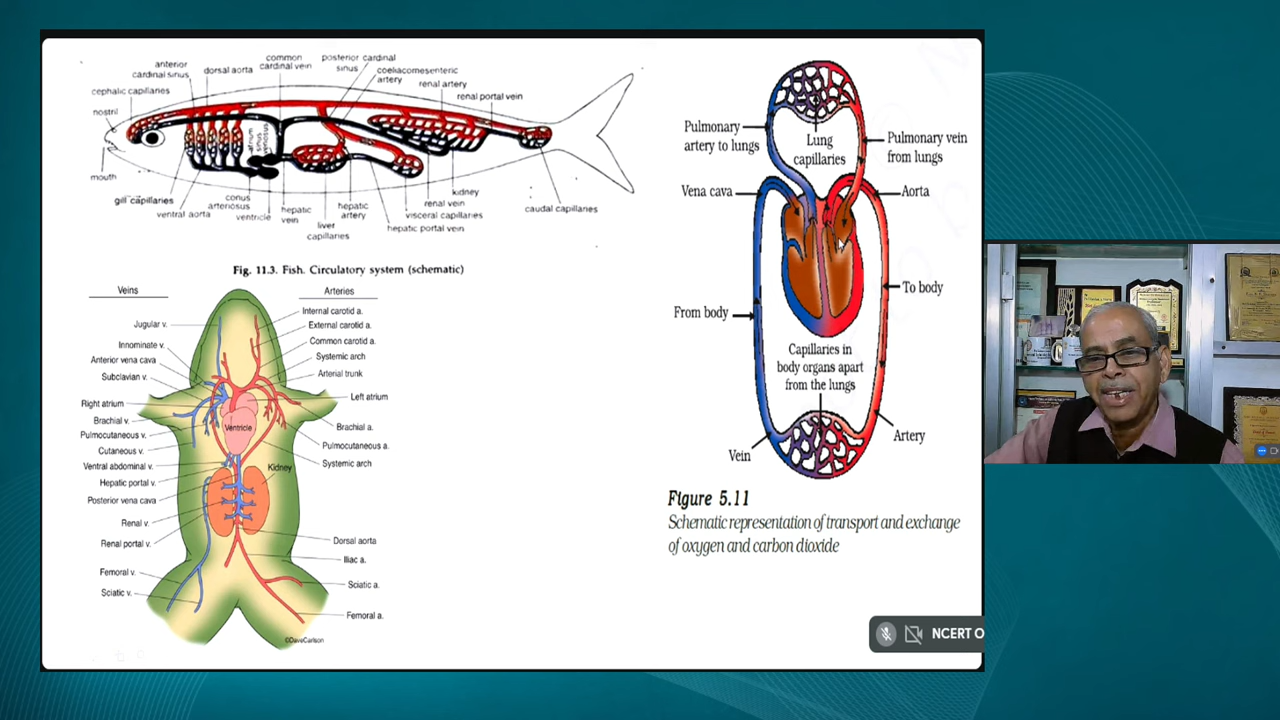 anterior
cardinal sinus
dorsal aorta
common
cardinal vein
posterior cardinal
sinus
coeliacomesenteric
artery
renal artery
renal portal vein
cephalic capillaries
nostril
mouth
atrium
sinus
venosus
gill capillaries
ventral aorta
conus
arteriosus
ventricle
hepatic
vein
liver
capillaries
hepatic
artery
kidney
renal vein
visceral capillaries
hepatic portal vein
caudal capillaries
Fig. 11.3. Fish. Circulatory system (schematic)
Veins
Arteries
Jugular v.
Innominate v.
Anterior vena cava
Subclavian v.
Right atrium
Brachial v.
Pulmocutaneous v.
Cutaneous v.
Ventral abdominal v.
Hepatic portal v.
Posterior vena cava
Renal v.
Renal portal v.
Femoral v.
Sciatic v.
Internal carotid a.
External carotid a.
Common carotid a.
Systemic arch
Arterial trunk
Left atrium
Ventricle
Brachial a.
Pulmocutaneous a.
Systemic arch
Kidney
Dorsal aorta
Iliac a.
Sciatic a.
Femoral a.
©DaveCarlson
Pulmonary
artery to lungs
Lung
capillaries
Pulmonary vein
from lungs
Vena cava
Aorta
From body
To body
Capillaries in
body organs apart
from the lungs
Vein
Artery
Figure 5.11
Schematic representation of transport and exchange
of oxygen and carbon dioxide
NCERT O